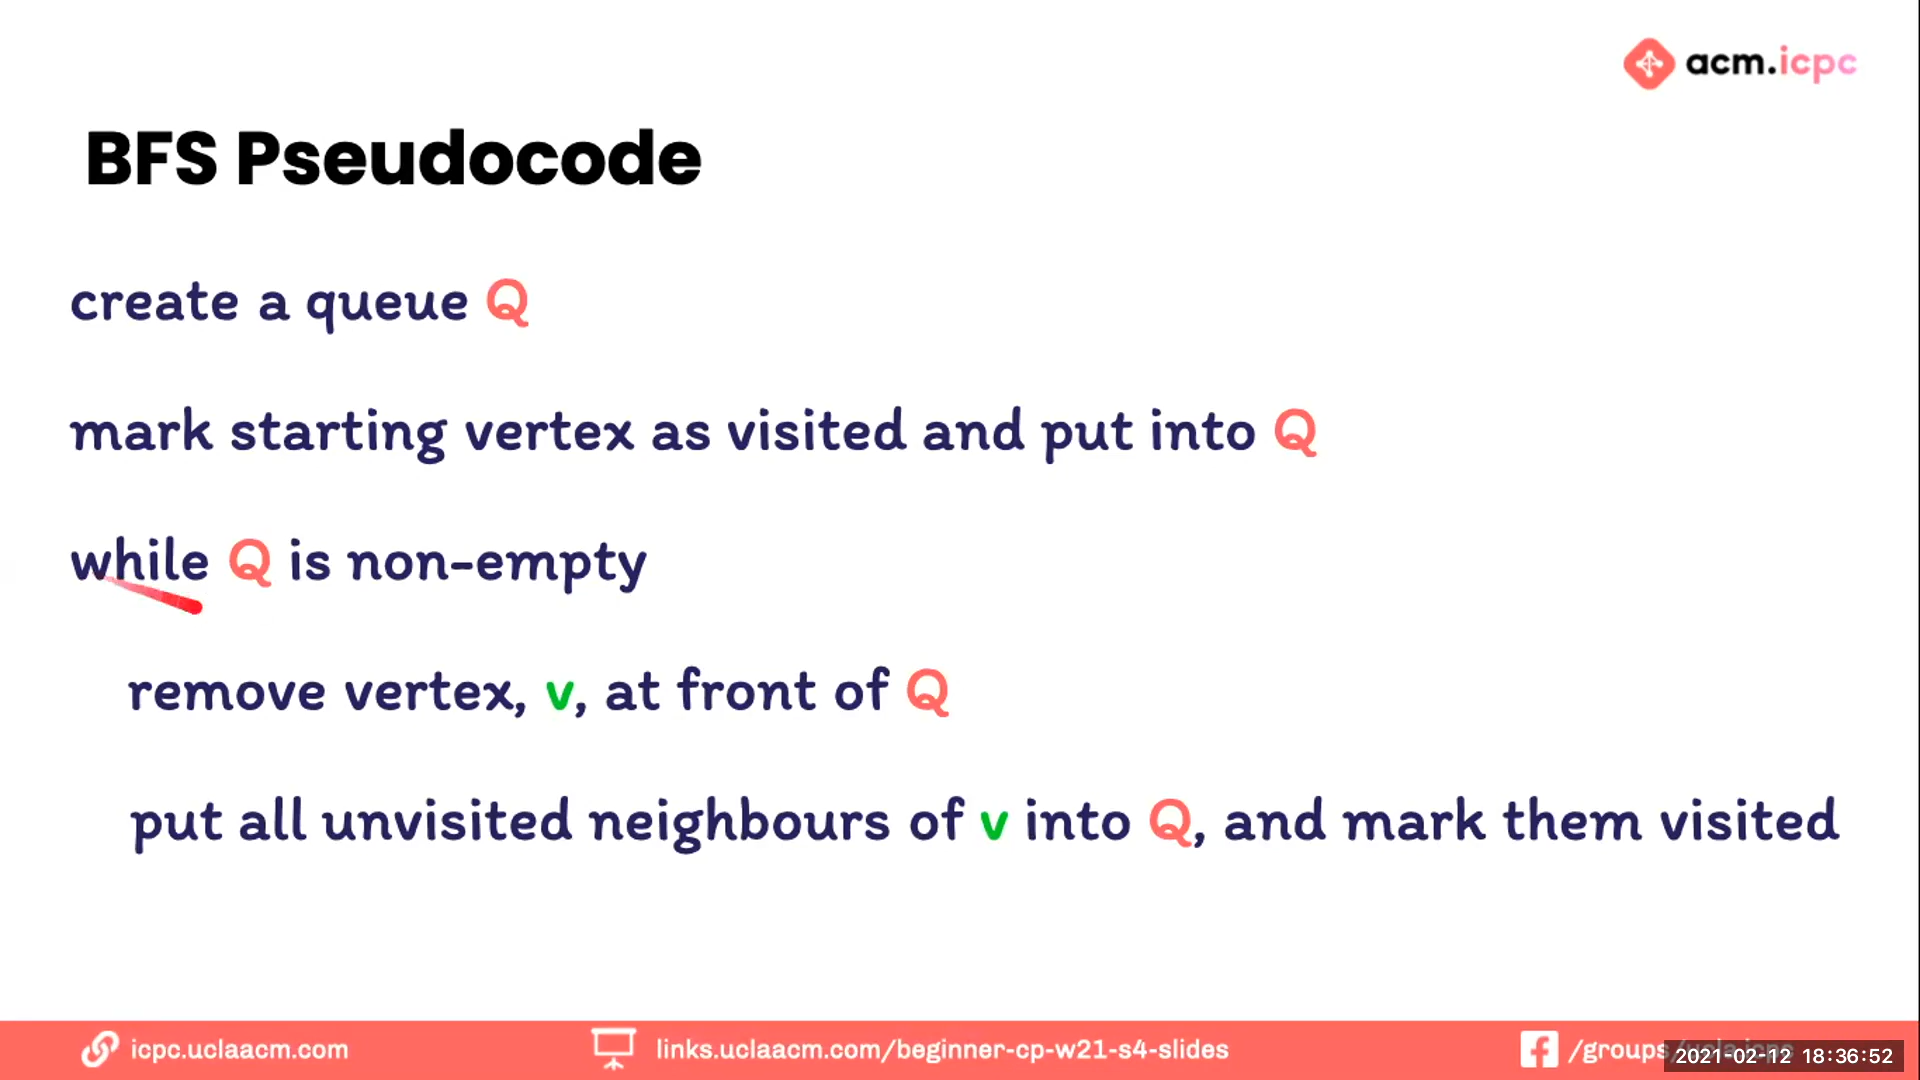 acm.icpc
BFS Pseudocode
create a queue Q
mark starting vertex as visited and put into Q
while Q is non-empty
remove vertex, v, at front of Q
put all unvisited neighbours of v into Q, and mark them visited
icpc.uclaacm.com
links.uclaacm.com/beginner-cp-w21-s4-slides
/groups/ucla.icpc
2021-02-12 18:36:52